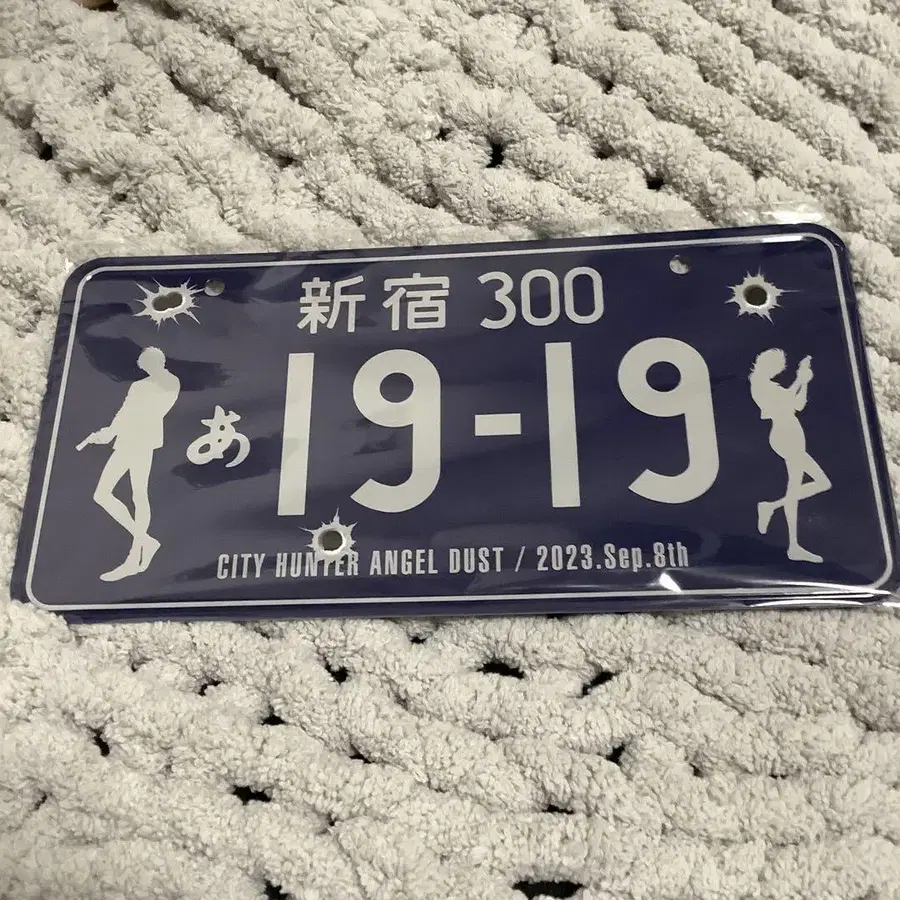 新宿 300
あ 19-19
CITY HUNTER ANGEL DUST / 2023.Sep.8th